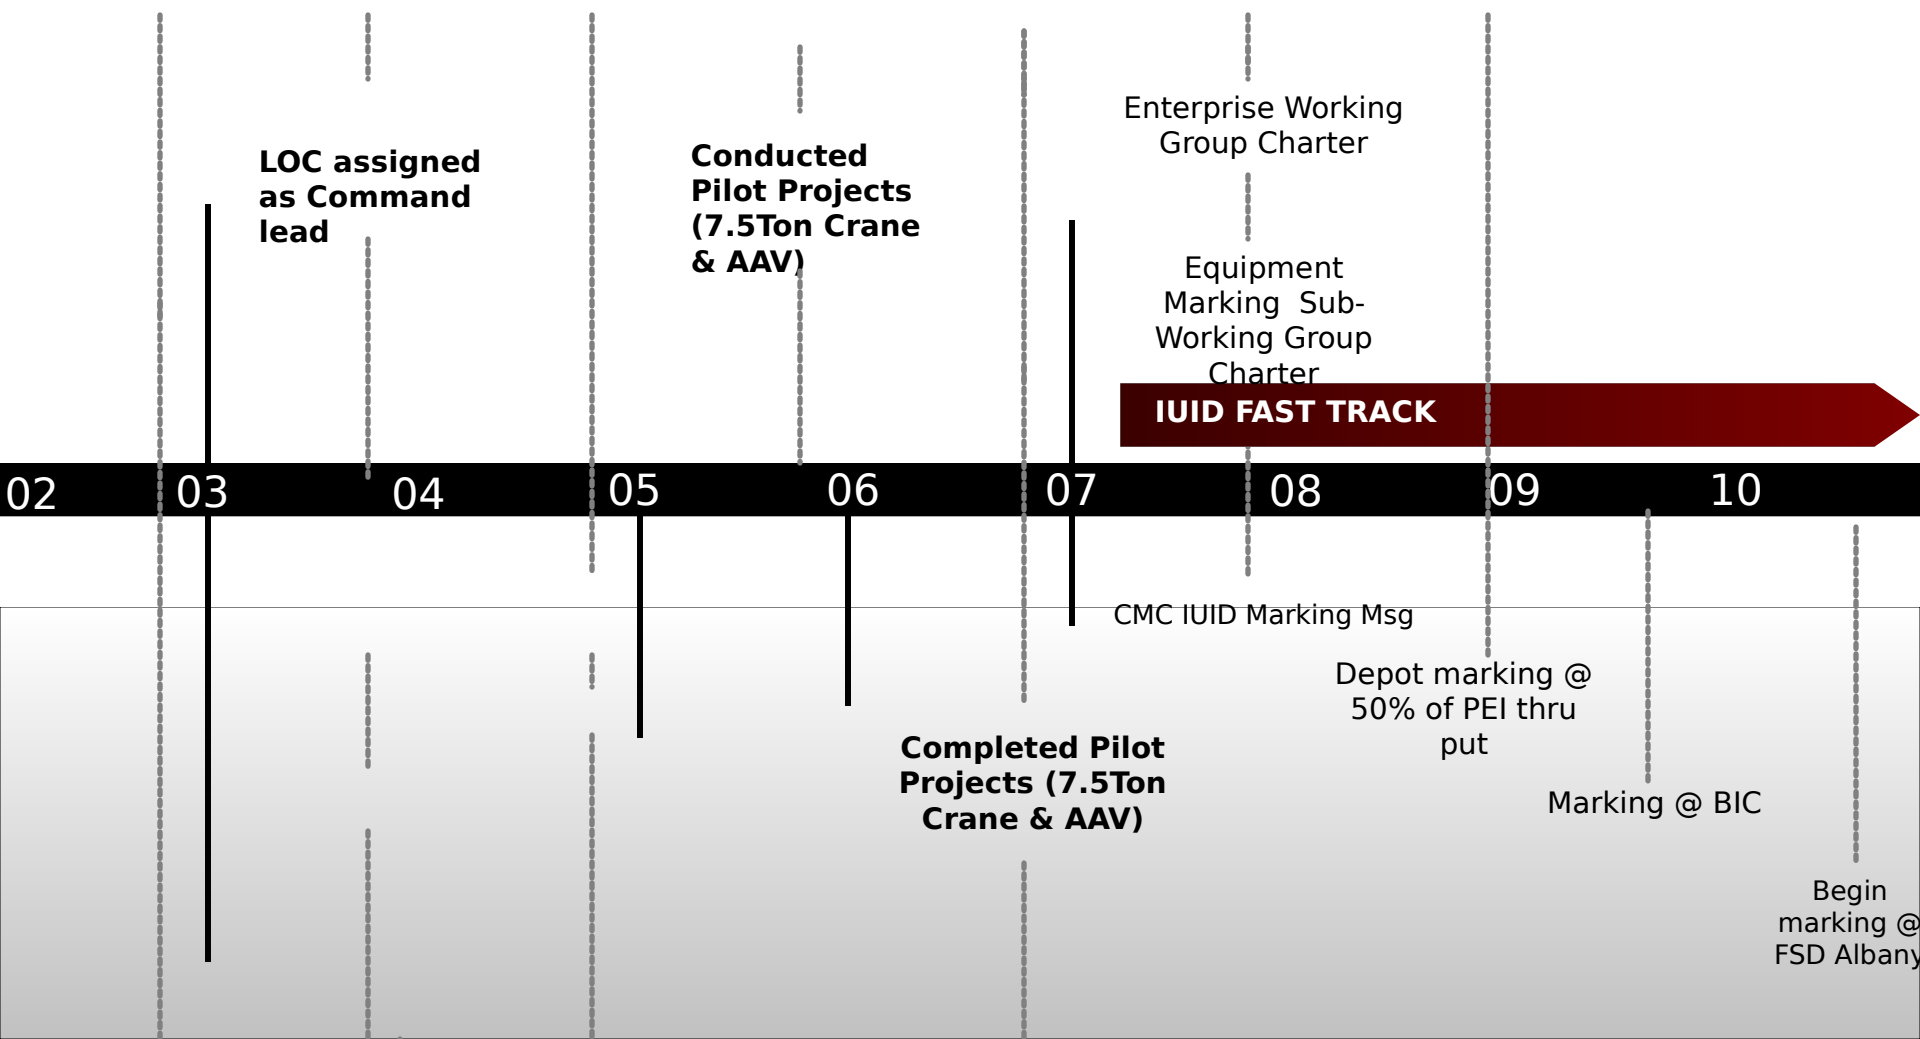 LOC assigned
as Command
lead
Conducted
Pilot Projects
(7.5Ton Crane
& AAV)
Enterprise Working
Group Charter
Equipment
Marking  Sub-
Working Group
Charter
IUID FAST TRACK
02 03 04 05 06 07 08 09 10
CMC IUID Marking Msg
Depot marking @
50% of PEI thru
put
Completed Pilot
Projects (7.5Ton
Crane & AAV)
Marking @ BIC
Begin
marking @
FSD Albany